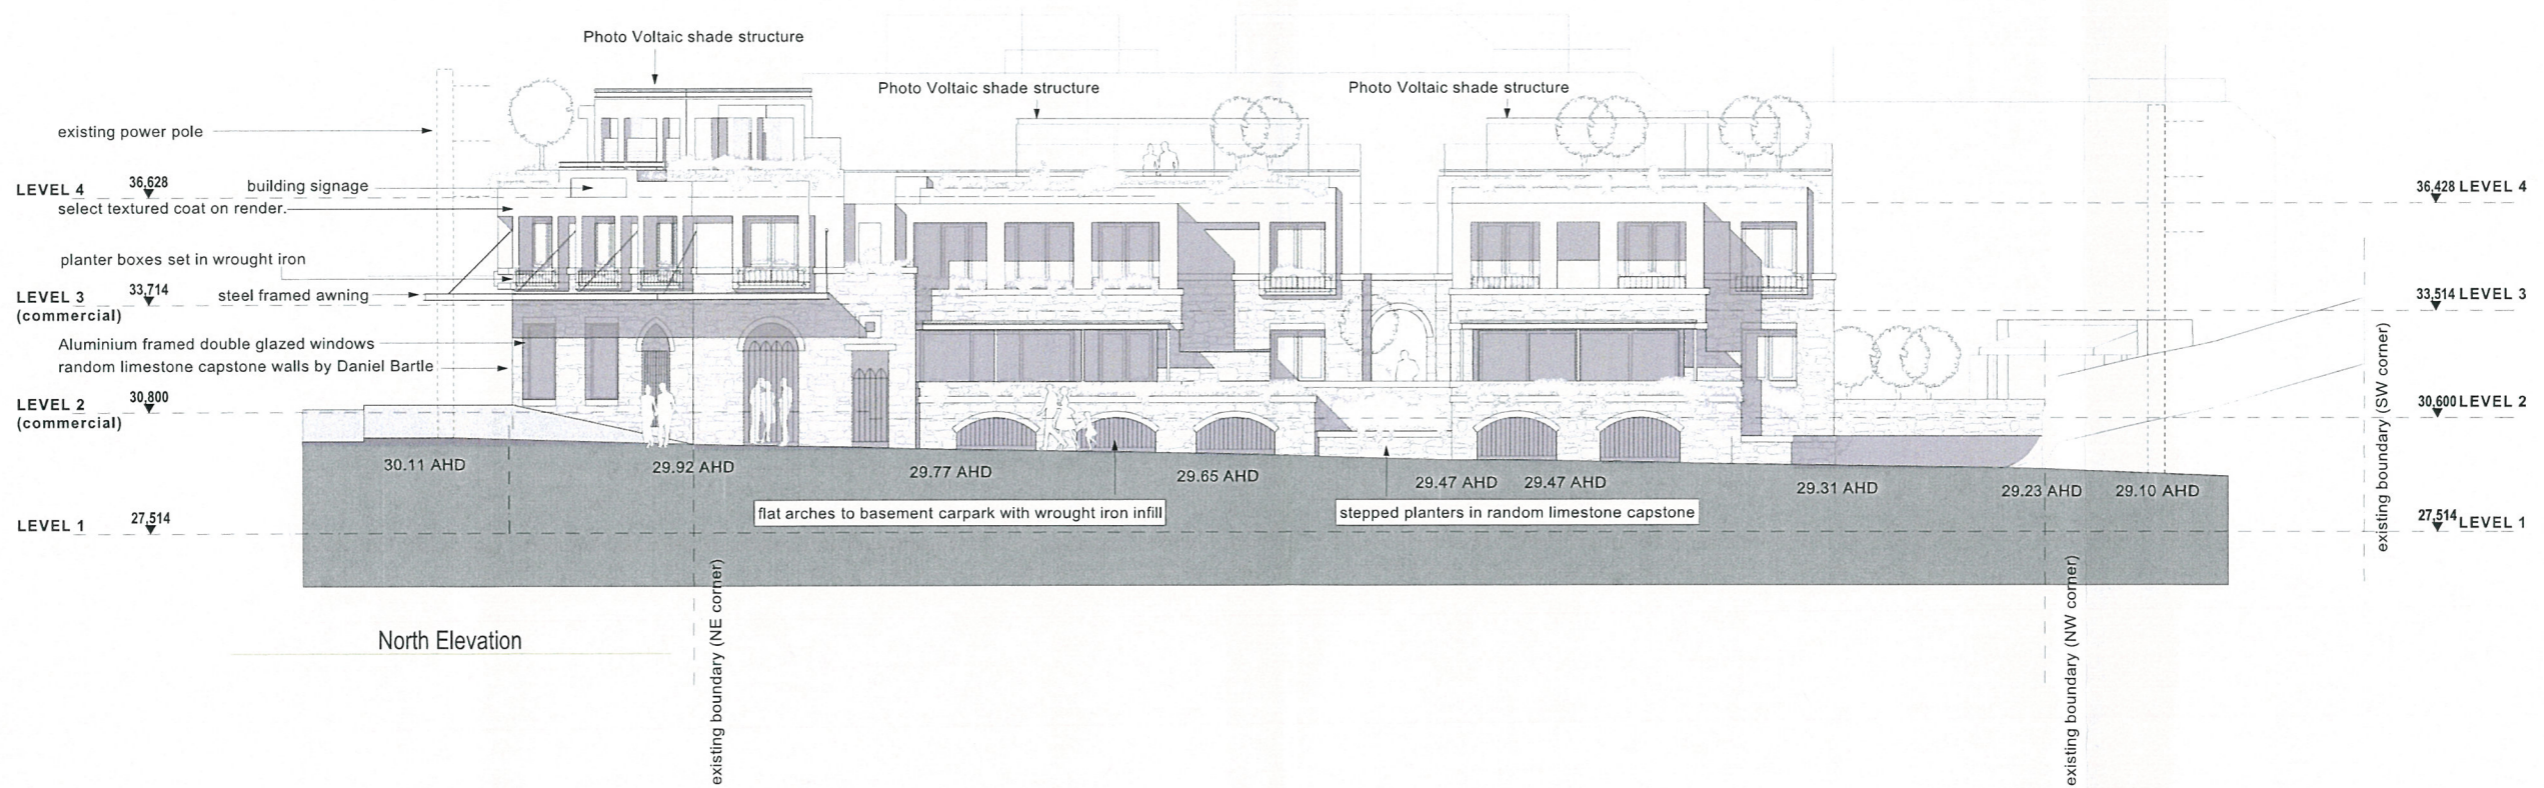 Photo Voltaic shade structure
Photo Voltaic shade structure
Photo Voltaic shade structure
existing power pole
LEVEL 4
36,628
building signage
select textured coat on render.
planter boxes set in wrought iron
LEVEL 3
33,714
(commercial)
steel framed awning
Aluminium framed double glazed windows
random limestone capstone walls by Daniel Bartle
LEVEL 2
30,800
(commercial)
LEVEL 1
27,514
36,428 LEVEL 4
33,514 LEVEL 3
30,600 LEVEL 2
27,514 LEVEL 1
30.11 AHD
29.92 AHD
29.77 AHD
29.65 AHD
29.47 AHD
29.47 AHD
29.31 AHD
29.23 AHD
29.10 AHD
flat arches to basement carpark with wrought iron infill
stepped planters in random limestone capstone
existing boundary (SW corner)
existing boundary (NE corner)
existing boundary (NW corner)
North Elevation